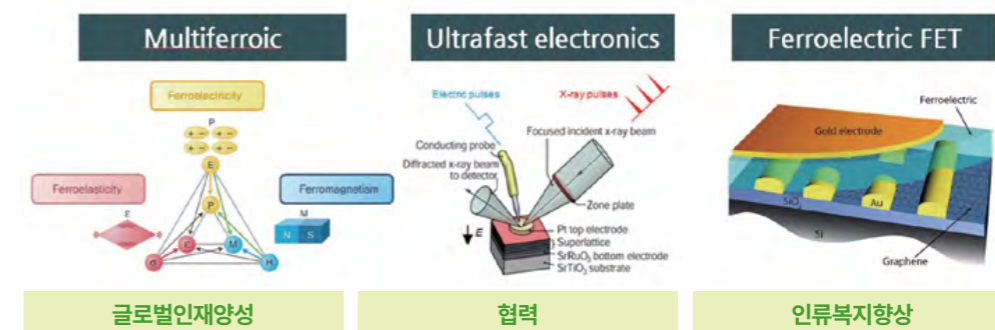 Multiferroic
Ferroelectricity
P
E
Ferroelasticity
Ferromagnetism
ε
M
P
N S
ε
M
σ
H
Ultrafast electronics
Electric pulses
X-ray pulses
Focused incident x-ray beam
Conducting probe
Diffracted x-ray beam
to detector
Zone plate
E
Pt top electrode
Superlattice
SrRuO3 bottom electrode
SrTiO3 substrate
Ferroelectric FET
Ferroelectric
Gold electrode
SiO2
Au
Si
Graphene
글로벌인재양성
협력
인류복지향상